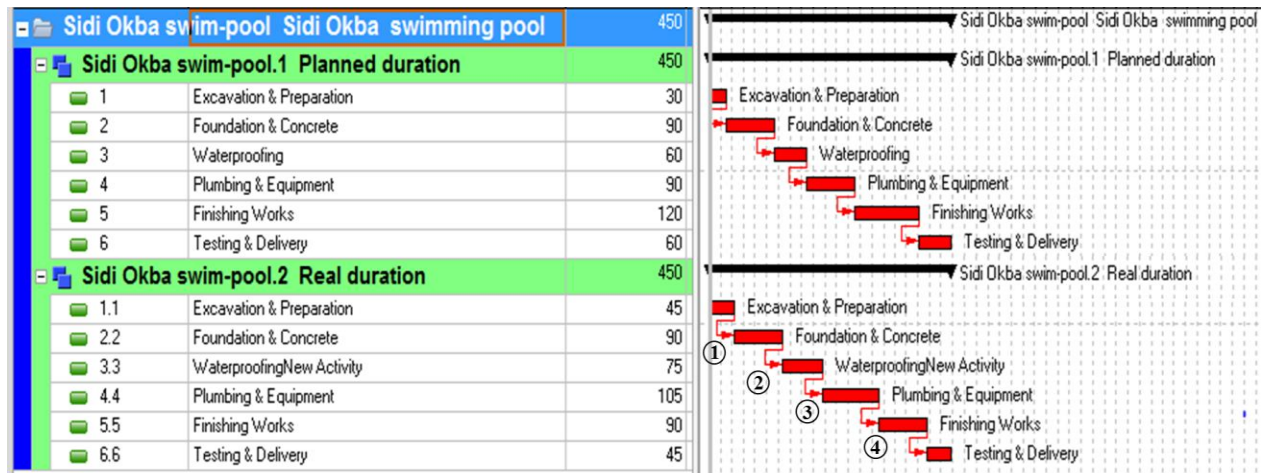 Sidi Okba swim-pool Sidi Okba swimming pool 450 Sidi Okba swim-pool Sidi Okba swimming pool
Sidi Okba swim-pool.1 Planned duration 450 Sidi Okba swim-pool.1 Planned duration
1 Excavation & Preparation 30 Excavation & Preparation
2 Foundation & Concrete 90 Foundation & Concrete
3 Waterproofing 60 Waterproofing
4 Plumbing & Equipment 90 Plumbing & Equipment
5 Finishing Works 120 Finishing Works
6 Testing & Delivery 60 Testing & Delivery
Sidi Okba swim-pool.2 Real duration 450 Sidi Okba swim-pool.2 Real duration
1.1 Excavation & Preparation 45 Excavation & Preparation
2.2 Foundation & Concrete 90 ① Foundation & Concrete
3.3 WaterproofingNew Activity 75 ② WaterproofingNew Activity
4.4 Plumbing & Equipment 105 ③ Plumbing & Equipment
5.5 Finishing Works 90 ④ Finishing Works
6.6 Testing & Delivery 45 Testing & Delivery